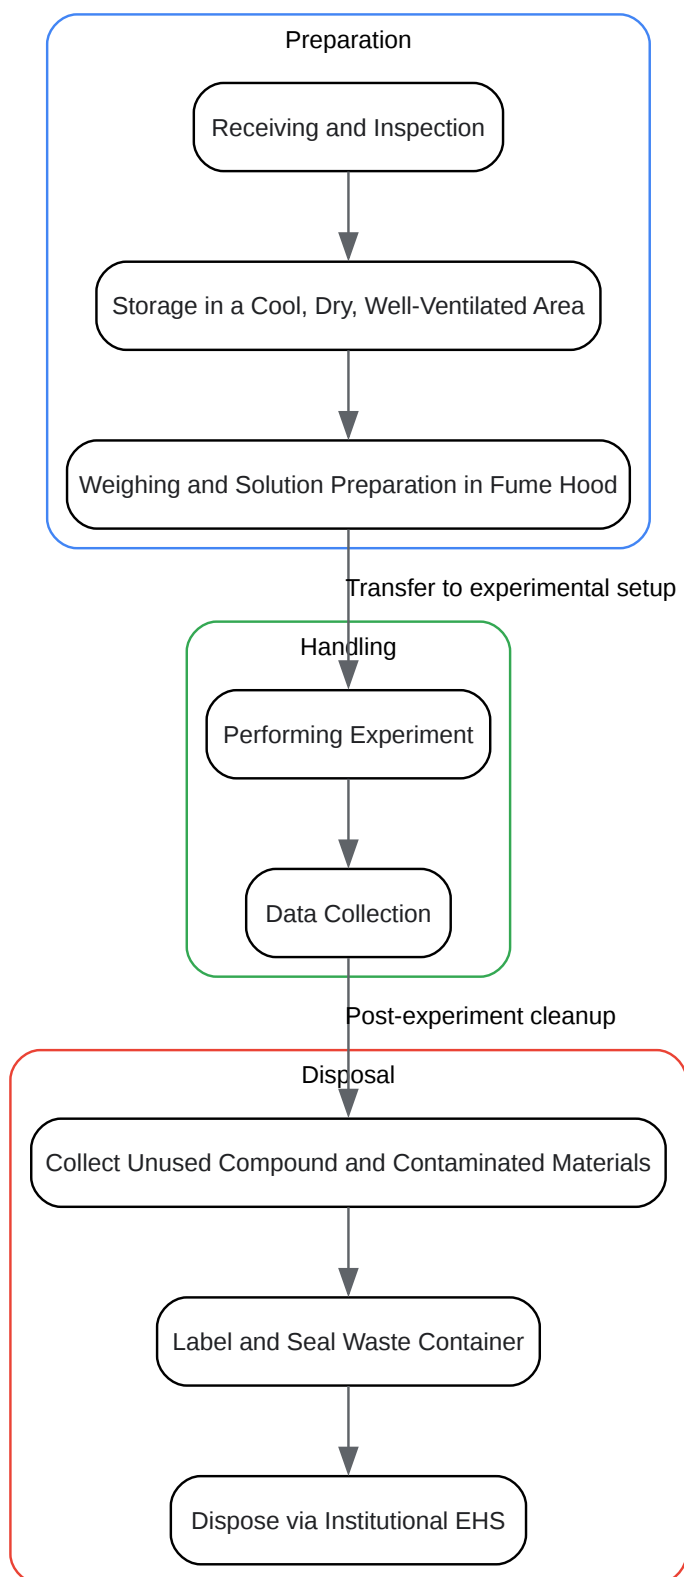 Preparation
Receiving and Inspection
Storage in a Cool, Dry, Well-Ventilated Area
Weighing and Solution Preparation in Fume Hood
Transfer to experimental setup
Handling
Performing Experiment
Data Collection
Post-experiment cleanup
Disposal
Collect Unused Compound and Contaminated Materials
Label and Seal Waste Container
Dispose via Institutional EHS